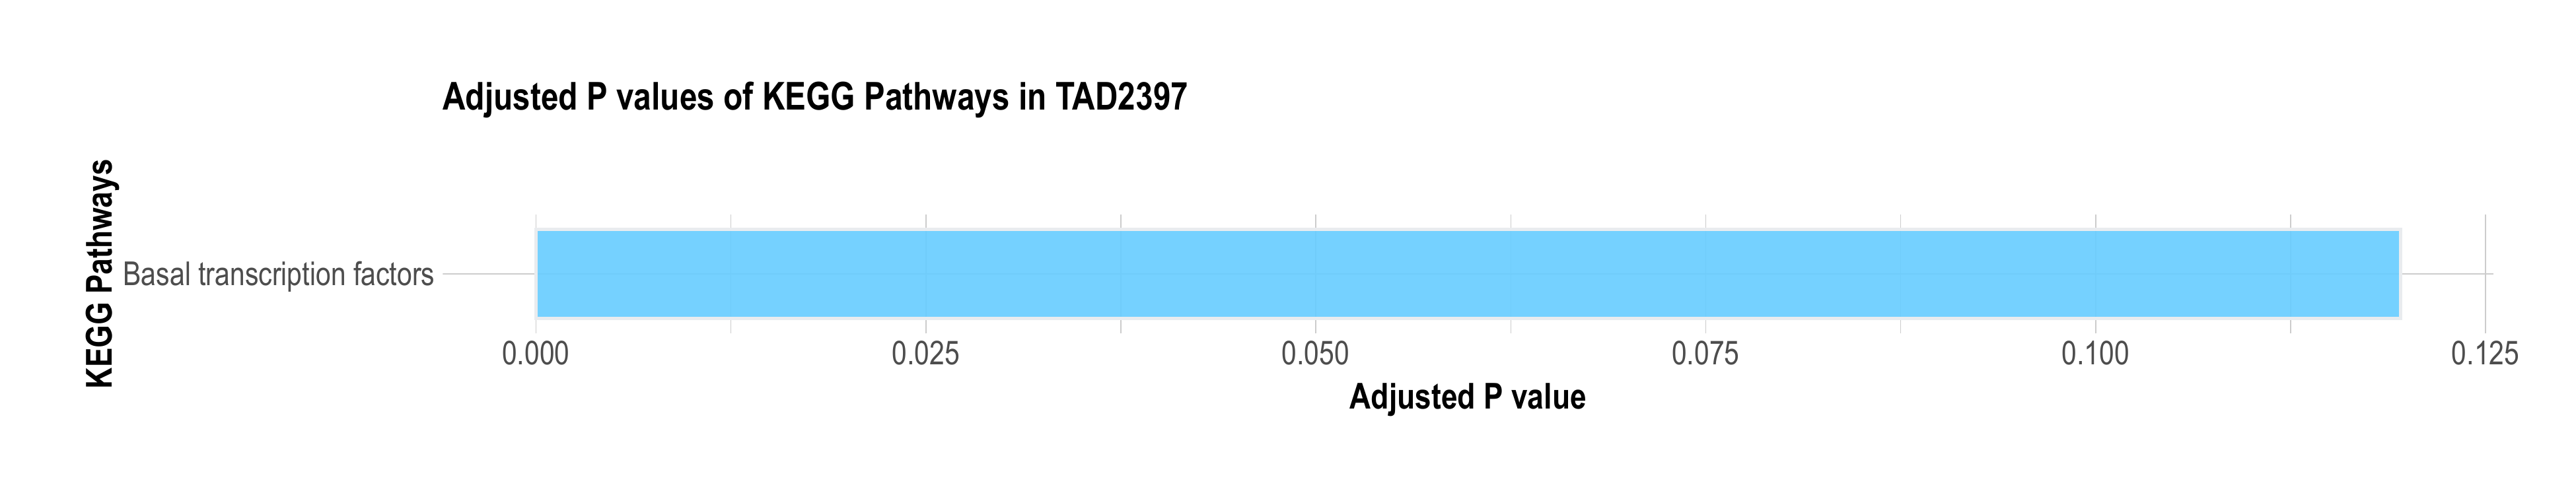 Adjusted P values of KEGG Pathways in TAD2397
KEGG Pathways
Basal transcription factors
0.000 0.025 0.050 0.075 0.100 0.125
Adjusted P value